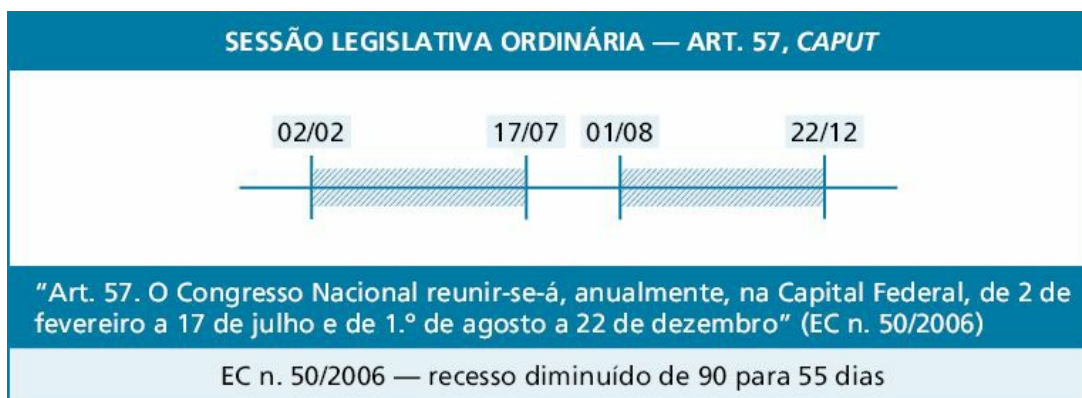 SESSÃO LEGISLATIVA ORDINÁRIA — ART. 57, CAPUT
02/02 17/07 01/08 22/12
“Art. 57. O Congresso Nacional reunir-se-á, anualmente, na Capital Federal, de 2 de
fevereiro a 17 de julho e de 1.º de agosto a 22 de dezembro” (EC n. 50/2006)
EC n. 50/2006 — recesso diminuído de 90 para 55 dias